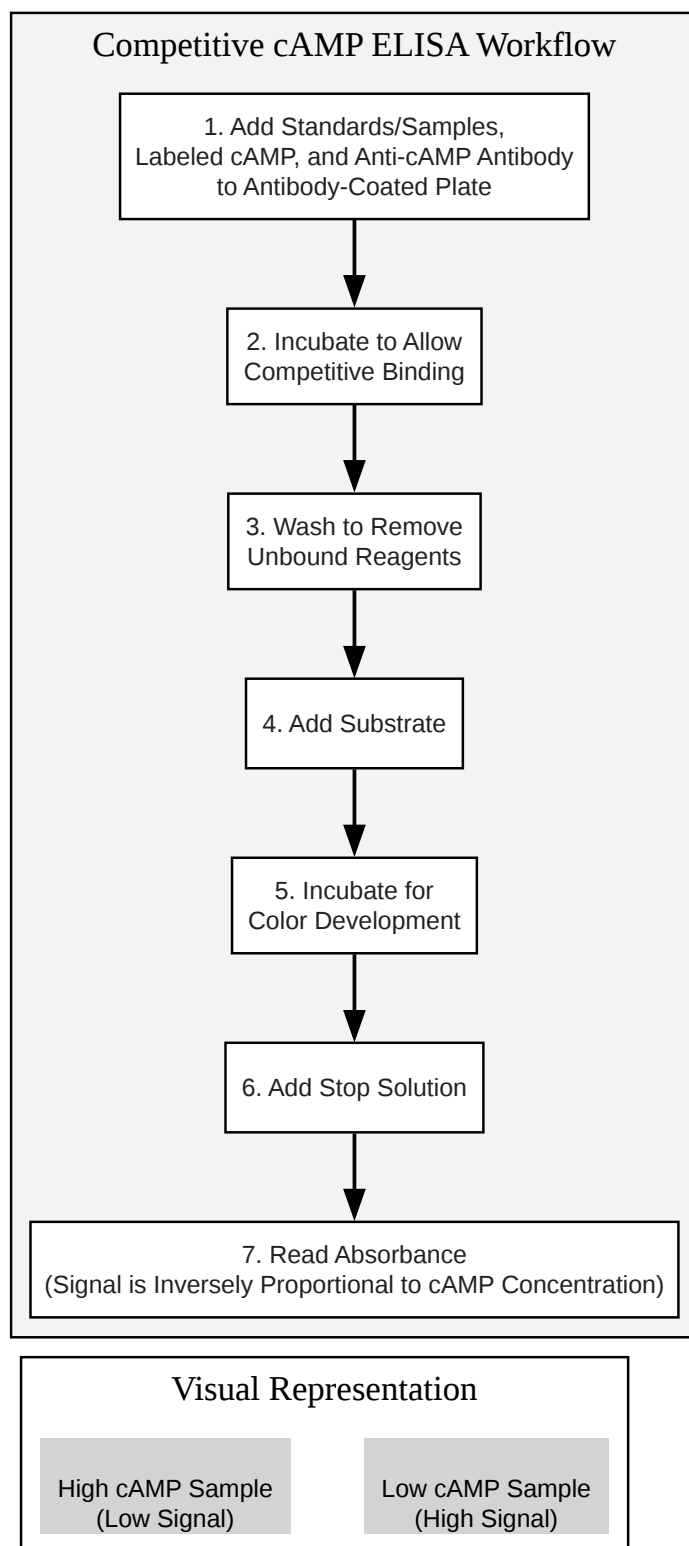 Competitive cAMP ELISA Workflow
1. Add Standards/Samples,
Labeled cAMP, and Anti-cAMP Antibody
to Antibody-Coated Plate
2. Incubate to Allow
Competitive Binding
3. Wash to Remove
Unbound Reagents
4. Add Substrate
5. Incubate for
Color Development
6. Add Stop Solution
7. Read Absorbance
(Signal is Inversely Proportional to cAMP Concentration)
Visual Representation
High cAMP Sample
(Low Signal)
Low cAMP Sample
(High Signal)